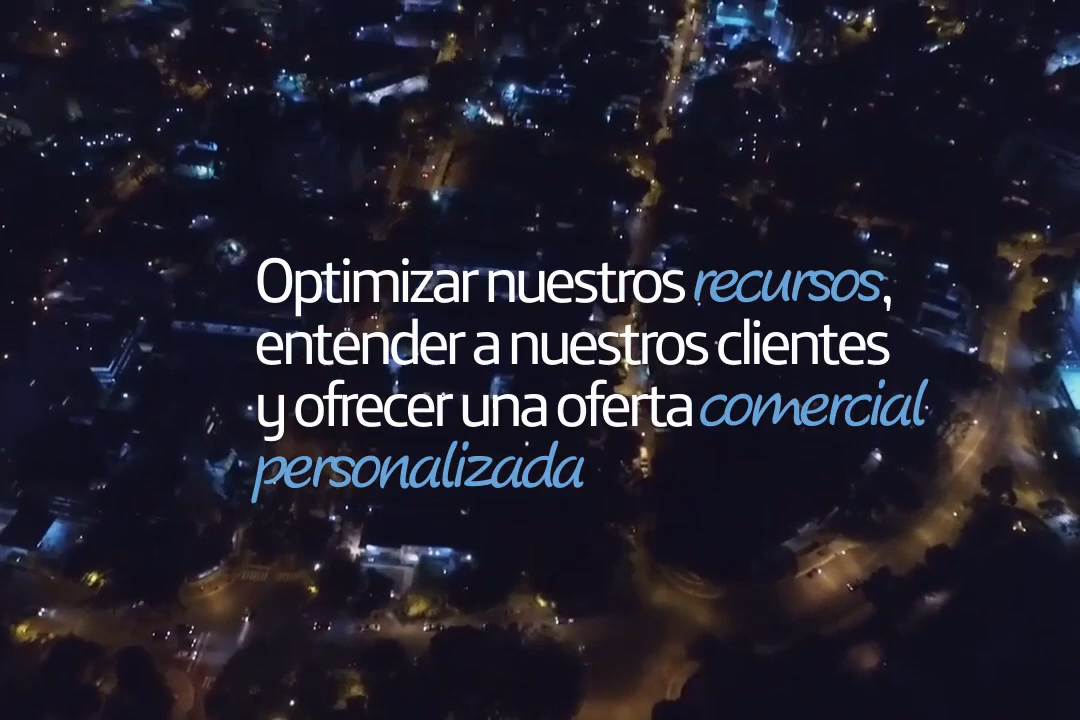 Optimizar nuestros recursos,
entender a nuestros clientes
y ofrecer una oferta comercial
personalizada